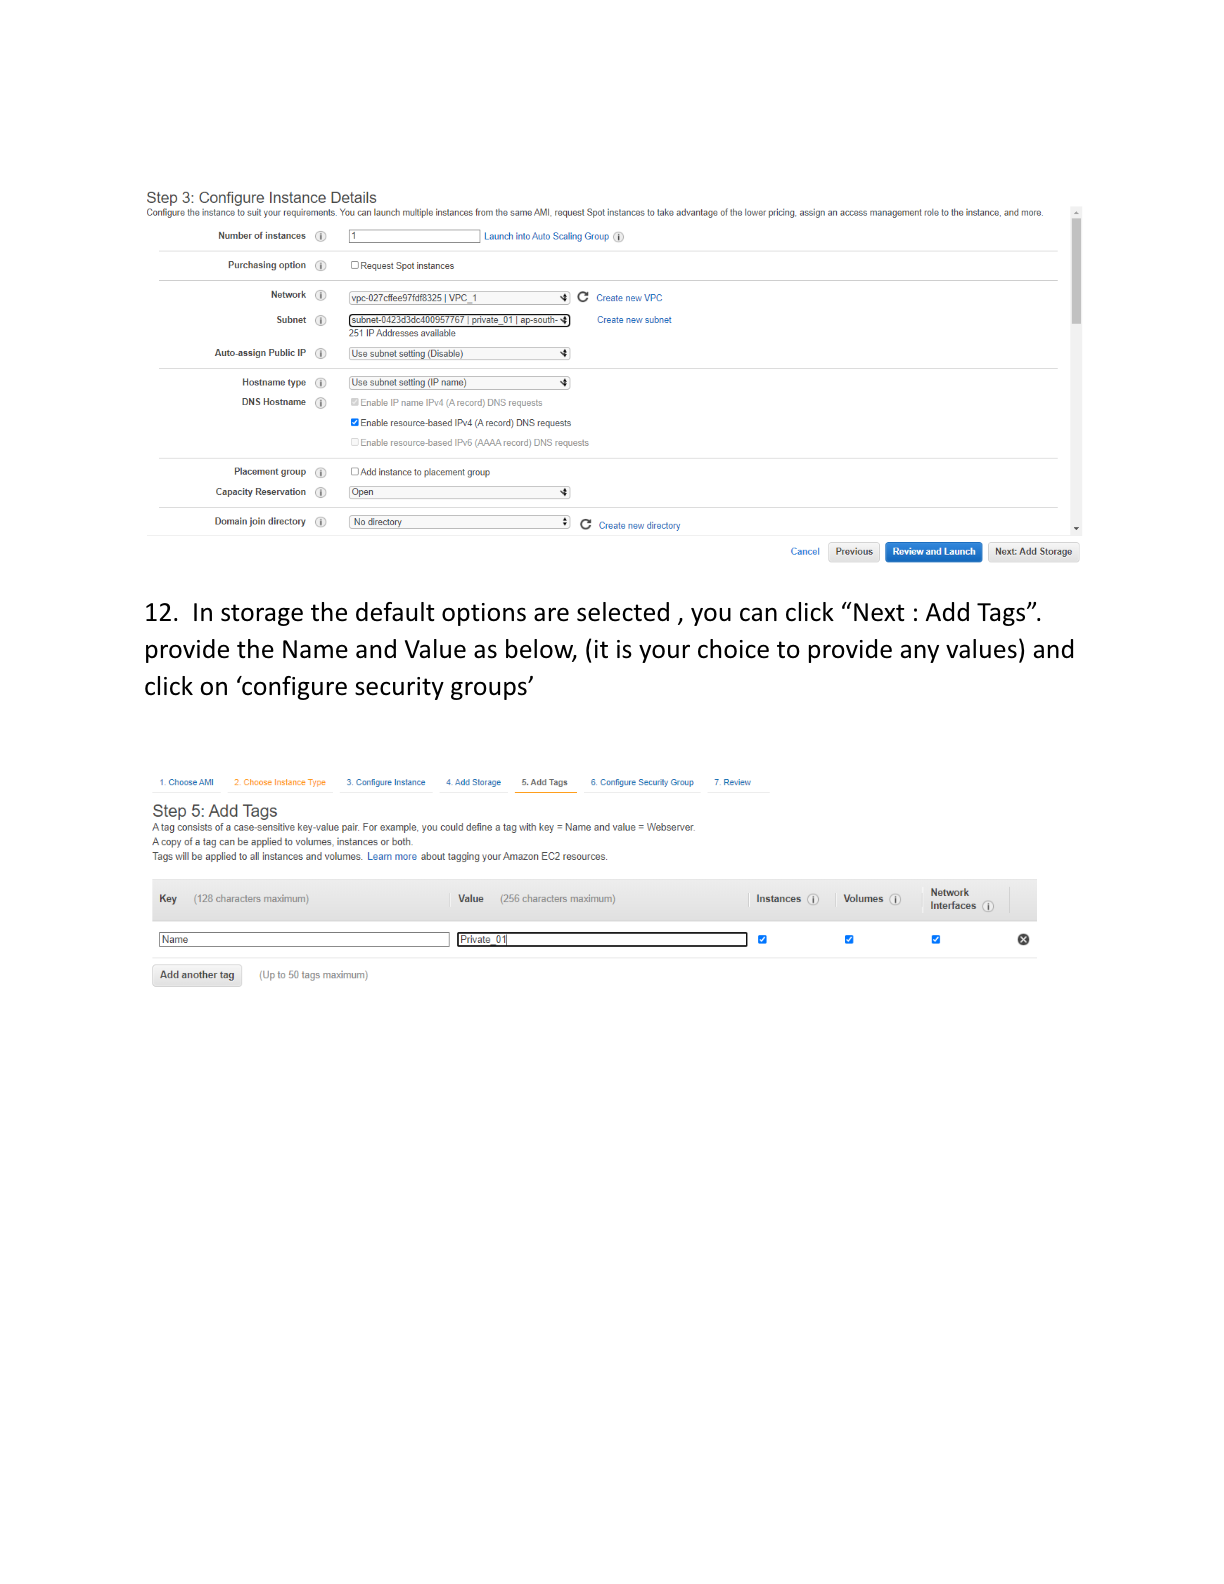 Step 3: Configure Instance Details
Configure the instance to suit your requirements. You can launch multiple instances from the same AMI, request Spot instances to take advantage of the lower pricing, assign an access management role to the instance, and more.
Number of instances 1 Launch into Auto Scaling Group
Purchasing option Request Spot instances
Network vpc-027cffee97fdf8325 | VPC_1 Create new VPC
Subnet subnet-0423d3dc400957767 | private_01 | ap-south- Create new subnet
251 IP Addresses available
Auto-assign Public IP Use subnet setting (Disable)
Hostname type Use subnet setting (IP name)
DNS Hostname Enable IP name IPv4 (A record) DNS requests
Enable resource-based IPv4 (A record) DNS requests
Enable resource-based IPv6 (AAAA record) DNS requests
Placement group Add instance to placement group
Capacity Reservation Open
Domain join directory No directory Create new directory
Cancel Previous Review and Launch Next: Add Storage
12. In storage the default options are selected , you can click “Next : Add Tags”.
provide the Name and Value as below, (it is your choice to provide any values) and
click on ‘configure security groups’
1. Choose AMI 2. Choose Instance Type 3. Configure Instance 4. Add Storage 5. Add Tags 6. Configure Security Group 7. Review
Step 5: Add Tags
A tag consists of a case-sensitive key-value pair. For example, you could define a tag with key = Name and value = Webserver.
A copy of a tag can be applied to volumes, instances or both.
Tags will be applied to all instances and volumes. Learn more about tagging your Amazon EC2 resources.
Key (128 characters maximum) Value (256 characters maximum) Instances Volumes Network Interfaces
Name Private_01
Add another tag (Up to 50 tags maximum)